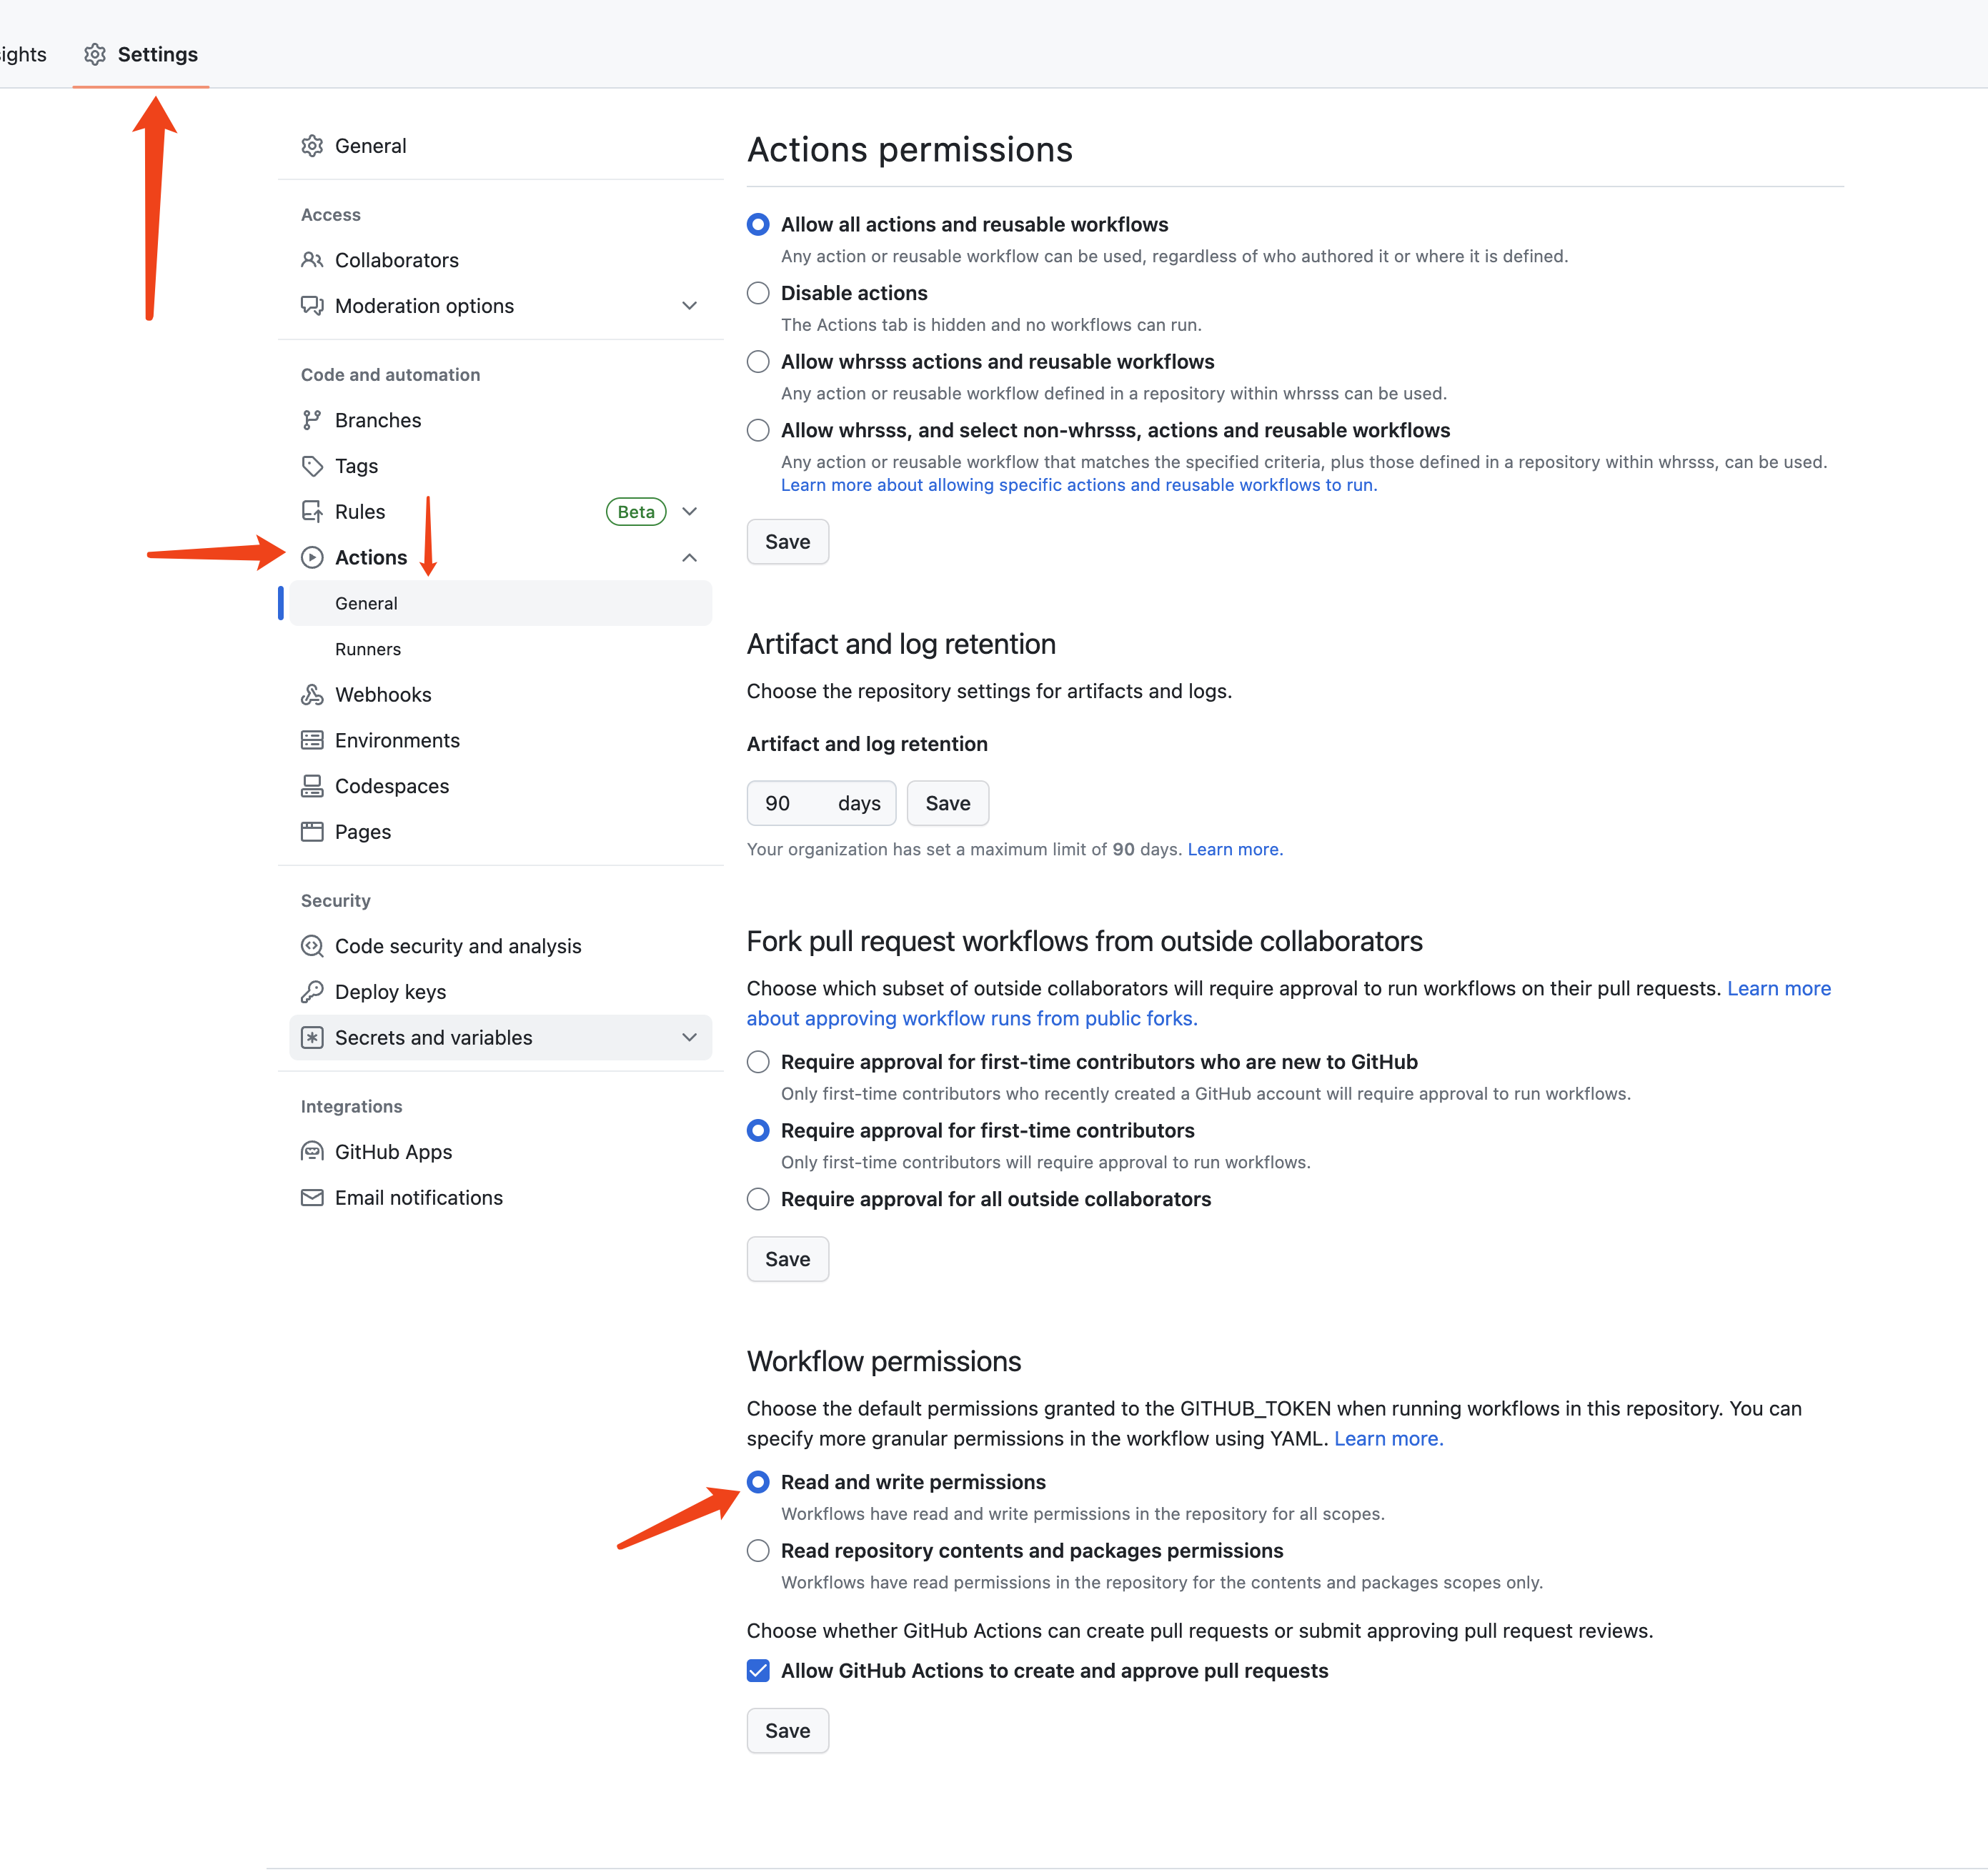 Settings
General
Access
Collaborators
Moderation options
Code and automation
Branches
Tags
Rules
Beta
Actions
General
Runners
Webhooks
Environments
Codespaces
Pages
Security
Code security and analysis
Deploy keys
Secrets and variables
Integrations
GitHub Apps
Email notifications
Actions permissions
Allow all actions and reusable workflows
Any action or reusable workflow can be used, regardless of who authored it or where it is defined.
Disable actions
The Actions tab is hidden and no workflows can run.
Allow whrsss actions and reusable workflows
Any action or reusable workflow defined in a repository within whrsss can be used.
Allow whrsss, and select non-whrsss, actions and reusable workflows
Any action or reusable workflow that matches the specified criteria, plus those defined in a repository within whrsss, can be used.
Learn more about allowing specific actions and reusable workflows to run.
Save
Artifact and log retention
Choose the repository settings for artifacts and logs.
Artifact and log retention
90 days Save
Your organization has set a maximum limit of 90 days. Learn more.
Fork pull request workflows from outside collaborators
Choose which subset of outside collaborators will require approval to run workflows on their pull requests. Learn more
about approving workflow runs from public forks.
Require approval for first-time contributors who are new to GitHub
Only first-time contributors who recently created a GitHub account will require approval to run workflows.
Require approval for first-time contributors
Only first-time contributors will require approval to run workflows.
Require approval for all outside collaborators
Save
Workflow permissions
Choose the default permissions granted to the GITHUB_TOKEN when running workflows in this repository. You can
specify more granular permissions in the workflow using YAML. Learn more.
Read and write permissions
Workflows have read and write permissions in the repository for all scopes.
Read repository contents and packages permissions
Workflows have read permissions in the repository for the contents and packages scopes only.
Choose whether GitHub Actions can create pull requests or submit approving pull request reviews.
Allow GitHub Actions to create and approve pull requests
Save